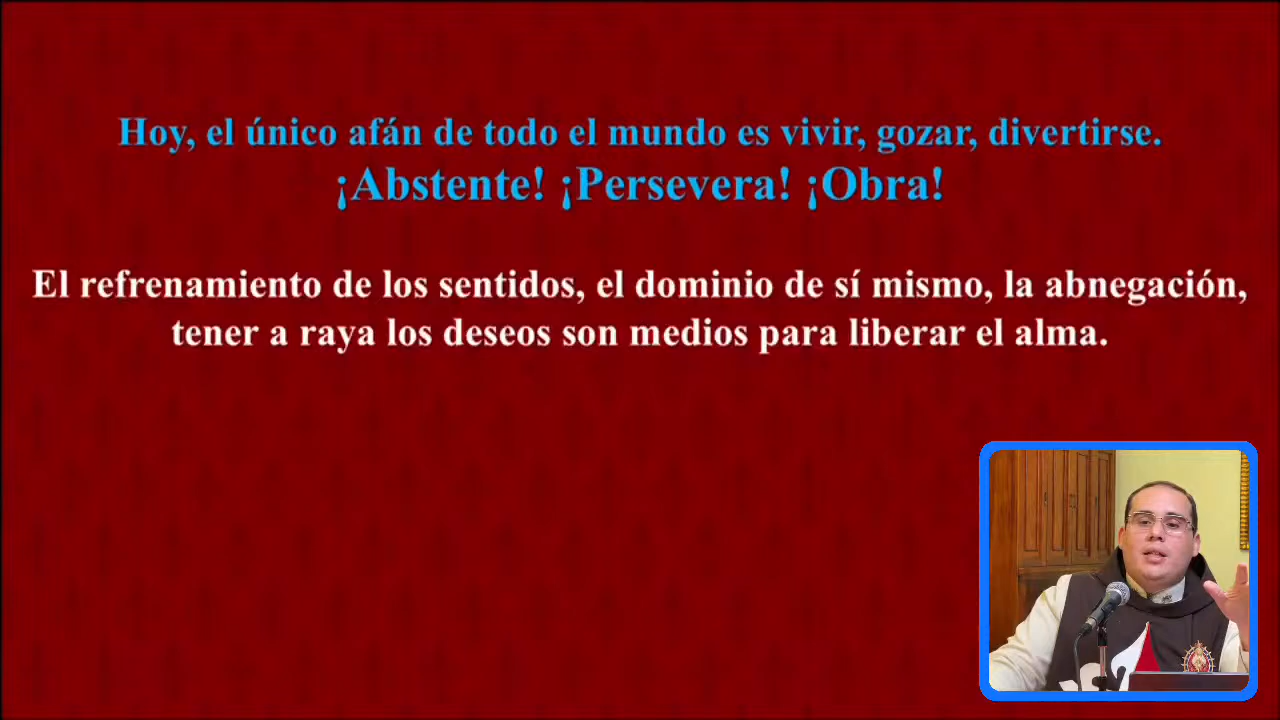 Hoy, el único afán de todo el mundo es vivir, gozar, divertirse.
¡Abstente! ¡Persevera! ¡Obra!
El refrenamiento de los sentidos, el dominio de sí mismo, la abnegación,
tener a raya los deseos son medios para liberar el alma.